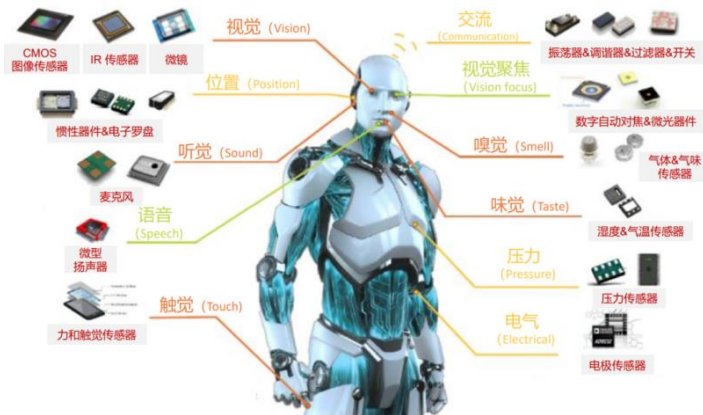 视觉（Vision）
CMOS
图像传感器
IR 传感器
微镜
位置（Position）
惯性器件&电子罗盘
听觉（Sound）
麦克风
语音
（Speech）
微型
扬声器
触觉（Touch）
力和触觉传感器
交流
（Communication）
振荡器&调谐器&过滤器&开关
视觉聚焦
（Vision focus）
数字自动对焦&微光器件
嗅觉（Smell）
气体&气味
传感器
味觉（Taste）
湿度&气温传感器
压力
（Pressure）
压力传感器
电气
（Electrical）
电极传感器